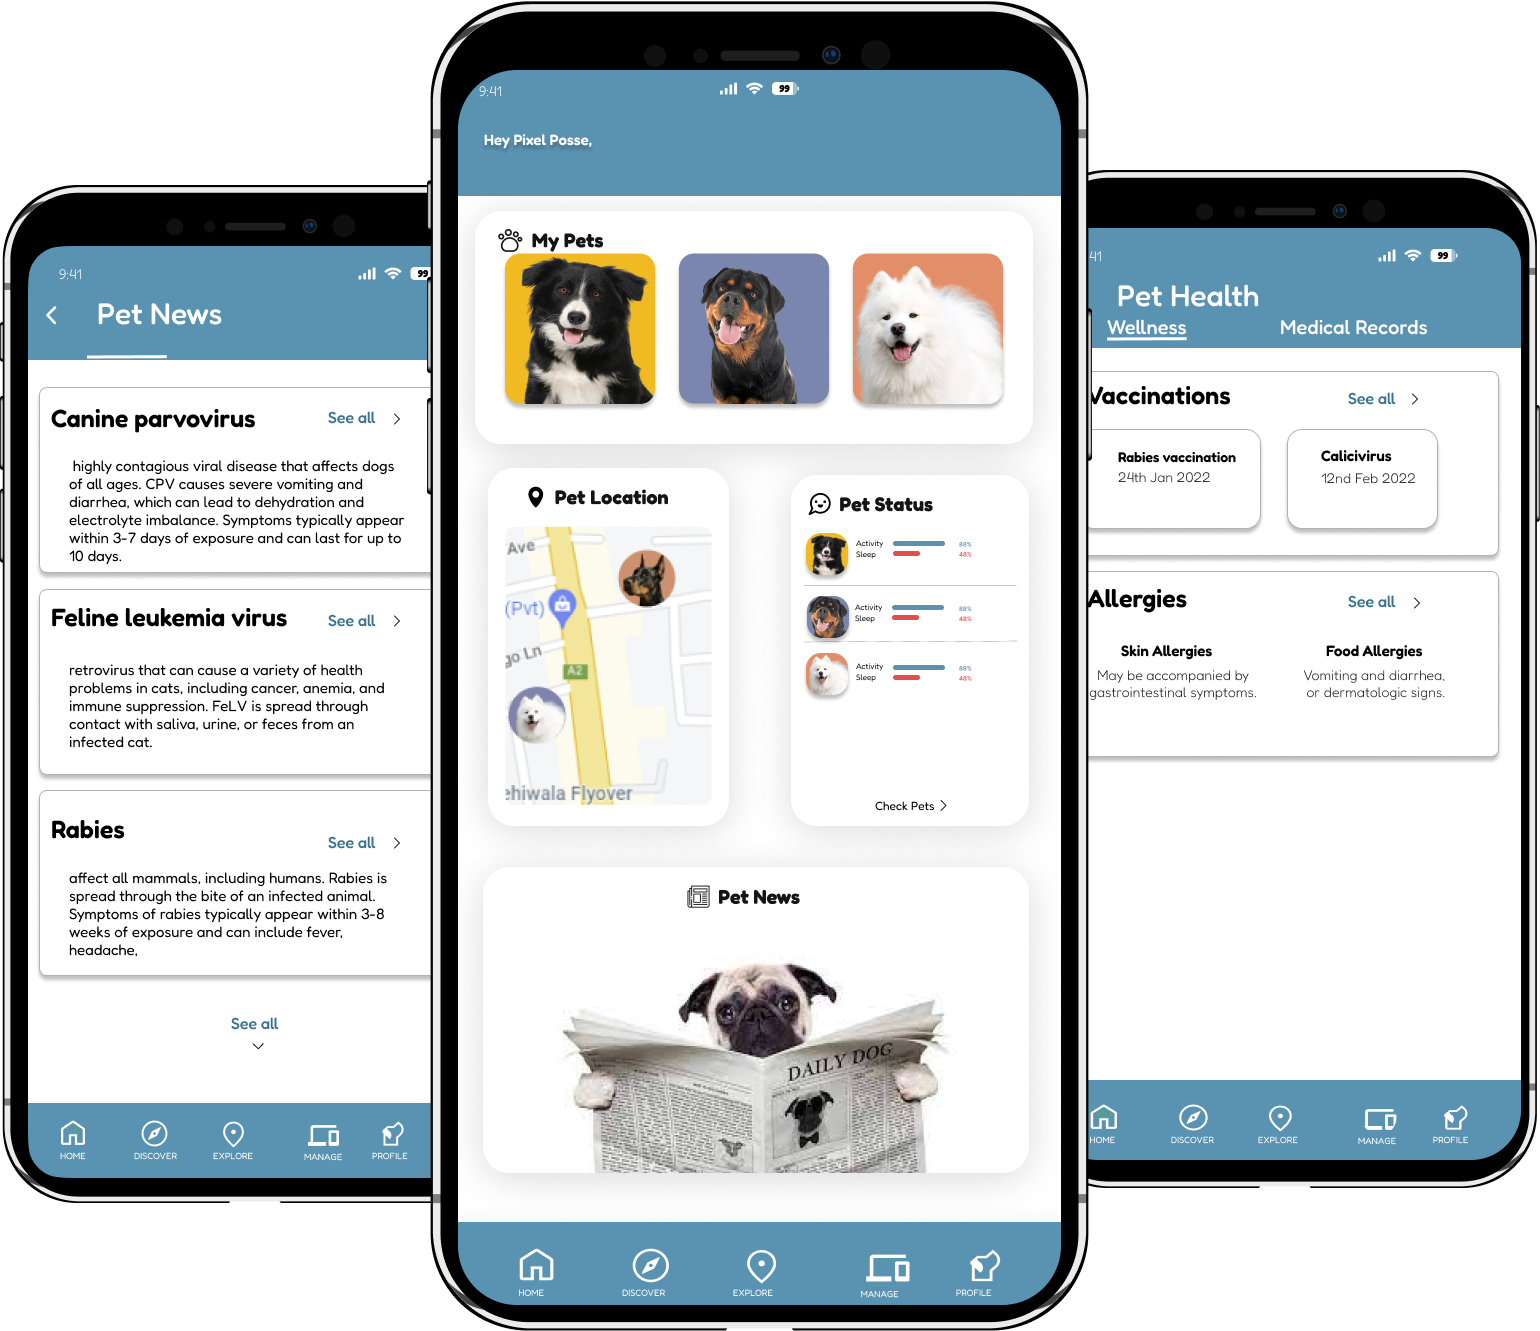 9:41
99
Pet News
Canine parvovirus
See all
highly contagious viral disease that affects dogs
of all ages. CPV causes severe vomiting and
diarrhea, which can lead to dehydration and
electrolyte imbalance. Symptoms typically appear
within 3-7 days of exposure and can last for up to
10 days.
Feline leukemia virus
See all
retrovirus that can cause a variety of health
problems in cats, including cancer, anemia, and
immune suppression. FeLV is spread through
contact with saliva, urine, or feces from an
infected cat.
Rabies
See all
affect all mammals, including humans. Rabies is
spread through the bite of an infected animal.
Symptoms of rabies typically appear within 3-8
weeks of exposure and can include fever,
headache,
See all
HOME DISCOVER EXPLORE MANAGE PROFILE
9:41
99
Hey Pixel Posse,
My Pets
Pet Location
Ave
(Pvt)
go Ln
A2
ehiwala Flyover
Pet Status
Activity 88%
Sleep 48%
Activity 88%
Sleep 48%
Activity 88%
Sleep 48%
Check Pets
Pet News
DAILY DOG
HOME DISCOVER EXPLORE MANAGE PROFILE
41
99
Pet Health
Wellness Medical Records
Vaccinations
See all
Rabies vaccination
24th Jan 2022
Calicivirus
12nd Feb 2022
Allergies
See all
Skin Allergies
May be accompanied by
gastrointestinal symptoms.
Food Allergies
Vomiting and diarrhea,
or dermatologic signs.
HOME DISCOVER EXPLORE MANAGE PROFILE